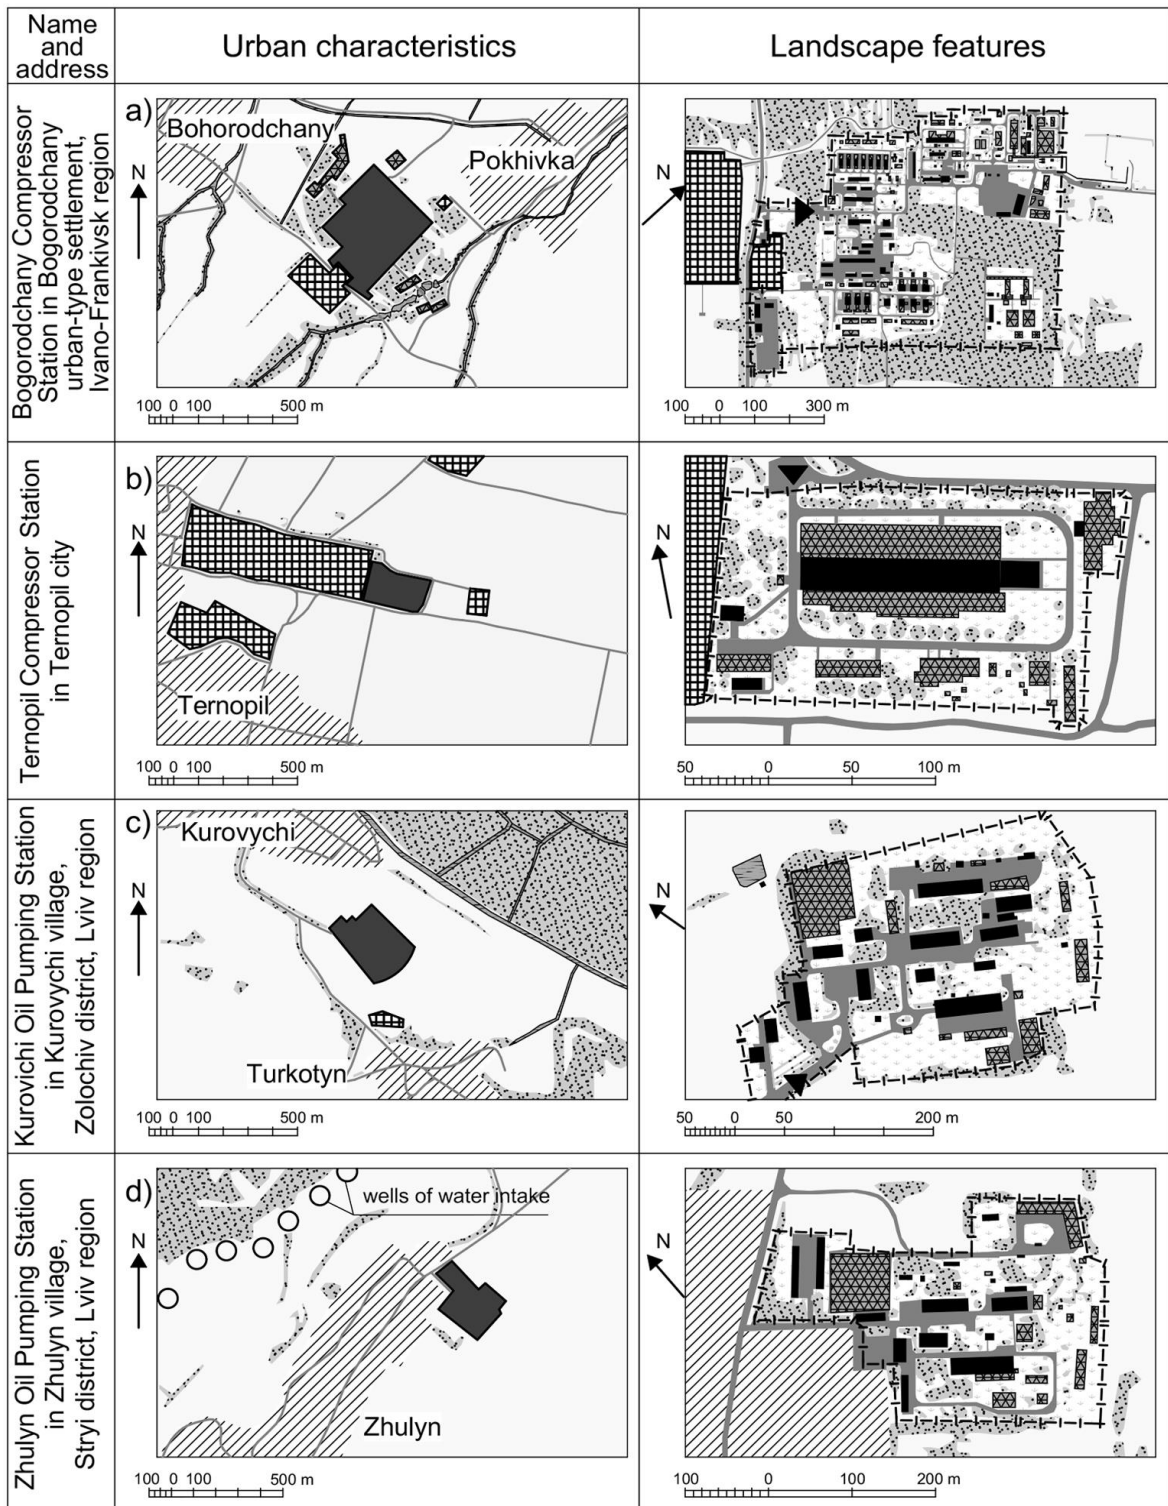 Name
and
address
Urban characteristics
Landscape features
Bogorodchany Compressor
Station in Bogorodchany
urban-type settlement,
Ivano-Frankivsk region
a)
Bohorodchany
Pokhivka
N
100 0 100 500 m
N
100 0 100 300 m
Ternopil Compressor Station
in Ternopil city
b)
N
Ternopil
100 0 100 500 m
N
50 0 50 100 m
Kurovichi Oil Pumping Station
in Kurovychi village,
Zolochiv district, Lviv region
c)
Kurovychi
N
Turkotyn
100 0 100 500 m
N
50 0 50 200 m
Zhulyn Oil Pumping Station
in Zhulyn village,
Stryi district, Lviv region
d)
wells of water intake
N
Zhulyn
100 0 100 500 m
N
100 0 100 200 m